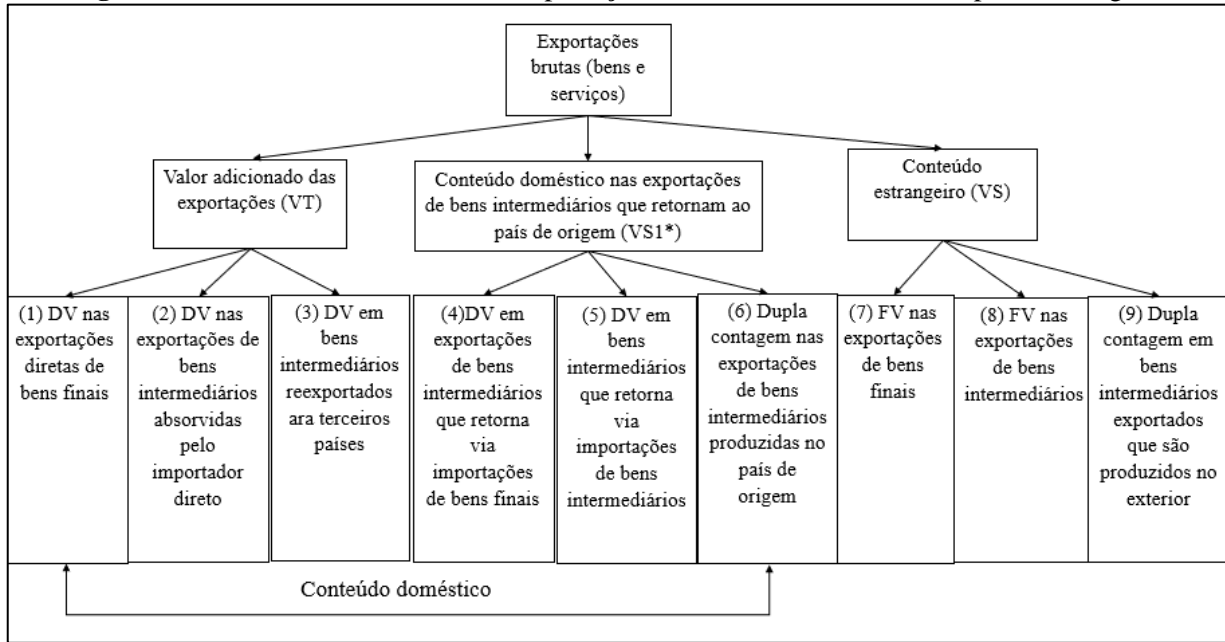 Exportações
brutas (bens e
serviços)
Valor adicionado das
exportações (VT)
Conteúdo doméstico nas exportações
de bens intermediários que retornam ao
país de origem (VS1*)
Conteúdo
estrangeiro (VS)
(1) DV nas
exportações
diretas de
bens finais
(2) DV nas
exportações de
bens
intermediários
absorvidas
pelo
importador
direto
(3) DV em
bens
intermediários
reexportados
ara terceiros
países
(4)DV em
exportações
de bens
intermediários
que retorna
via
importações
de bens finais
(5) DV em
bens
intermediários
que retorna
via
importações
de bens
intermediários
(6) Dupla
contagem nas
exportações
de bens
intermediários
produzidas no
país de
origem
(7) FV nas
exportações
de bens
finais
(8) FV nas
exportações
de bens
intermediários
(9) Dupla
contagem em
bens
intermediários
exportados
que são
produzidos no
exterior
Conteúdo doméstico